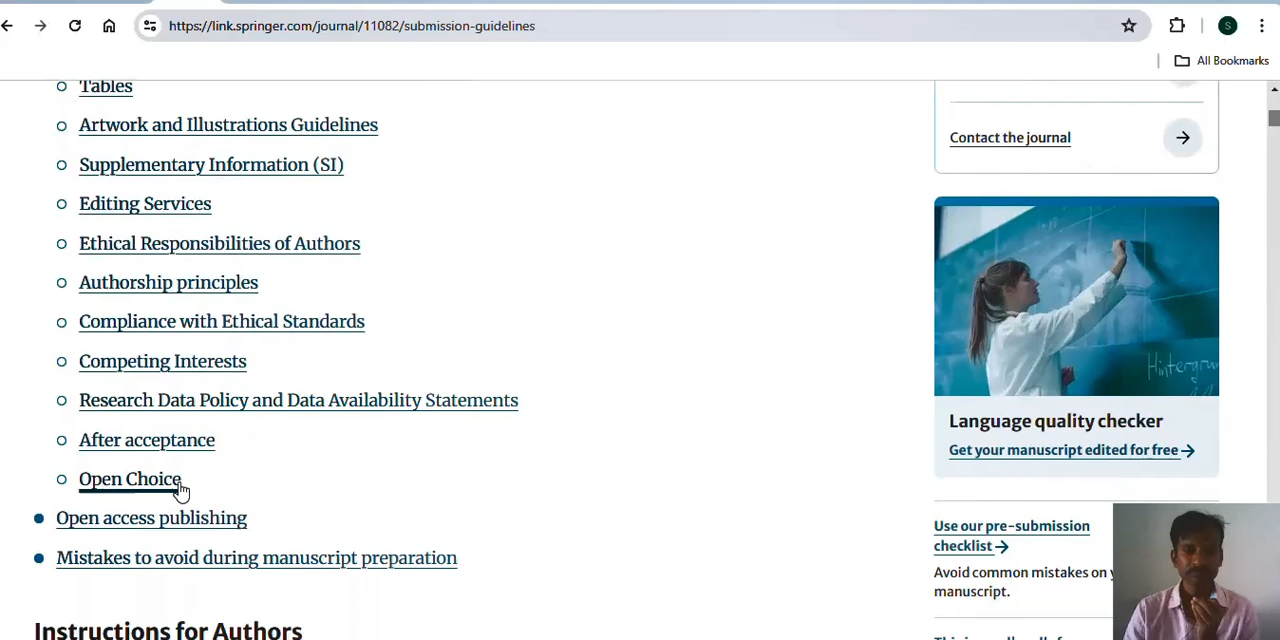 https://link.springer.com/journal/11082/submission-guidelines
S
All Bookmarks
Tables
Artwork and Illustrations Guidelines
Supplementary Information (SI)
Editing Services
Ethical Responsibilities of Authors
Authorship principles
Compliance with Ethical Standards
Competing Interests
Research Data Policy and Data Availability Statements
After acceptance
Open Choice
Open access publishing
Mistakes to avoid during manuscript preparation
Instructions for Authors
Contact the journal
Language quality checker
Get your manuscript edited for free
Use our pre-submission
checklist
Avoid common mistakes on
manuscript.